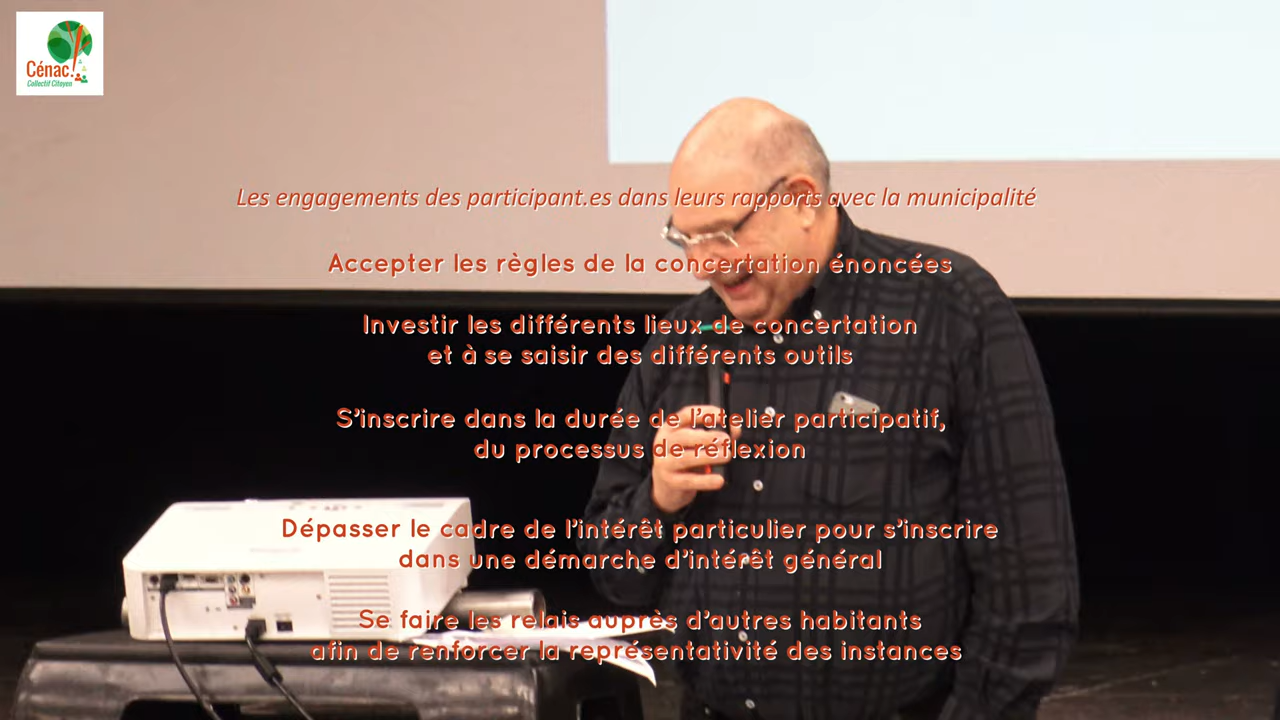 Cénac!
Collectif Citoyen
Les engagements des participant.es dans leurs rapports avec la municipalité
Accepter les règles de la concertation énoncées
Investir les différents lieux de concertation
et à se saisir des différents outils
S'inscrire dans la durée de l'atelier participatif,
du processus de réflexion
Dépasser le cadre de l'intérêt particulier pour s'inscrire
dans une démarche d'intérêt général
Se faire les relais auprès d'autres habitants
afin de renforcer la représentativité des instances